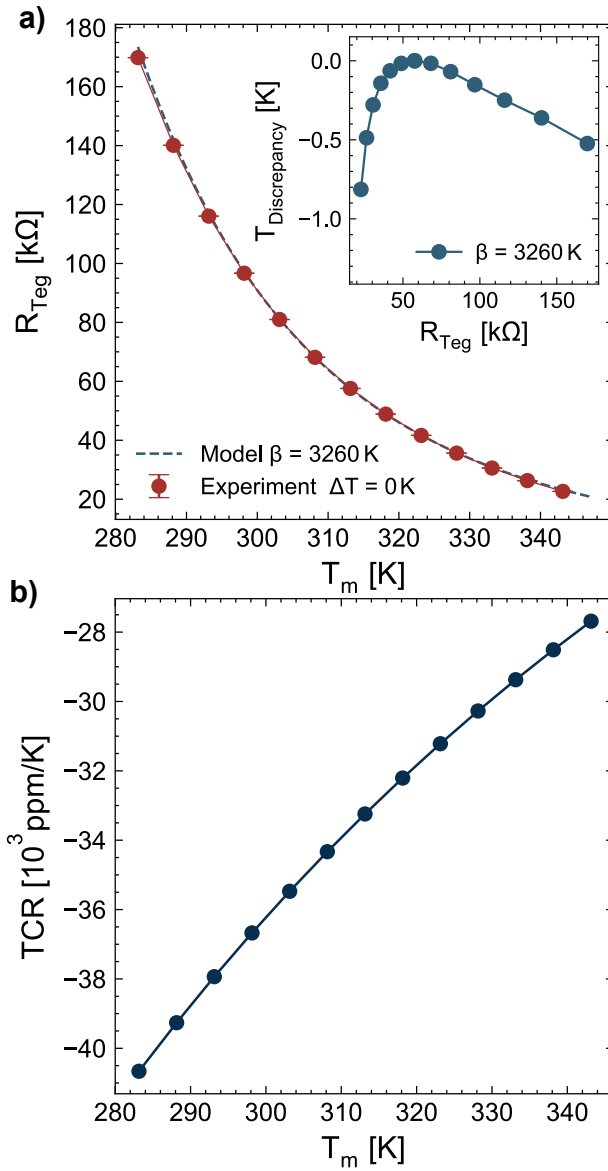 a)
180
160
140
120
100
80
60
40
20
R_Teg [kΩ]
280 290 300 310 320 330 340
T_m [K]
Model β = 3260 K
Experiment ΔT = 0 K
0.0
−0.5
−1.0
T_Discrepancy [K]
β = 3260 K
50 100 150
R_Teg [kΩ]
b)
−28
−30
−32
−34
−36
−38
−40
TCR [10³ ppm/K]
280 290 300 310 320 330 340
T_m [K]